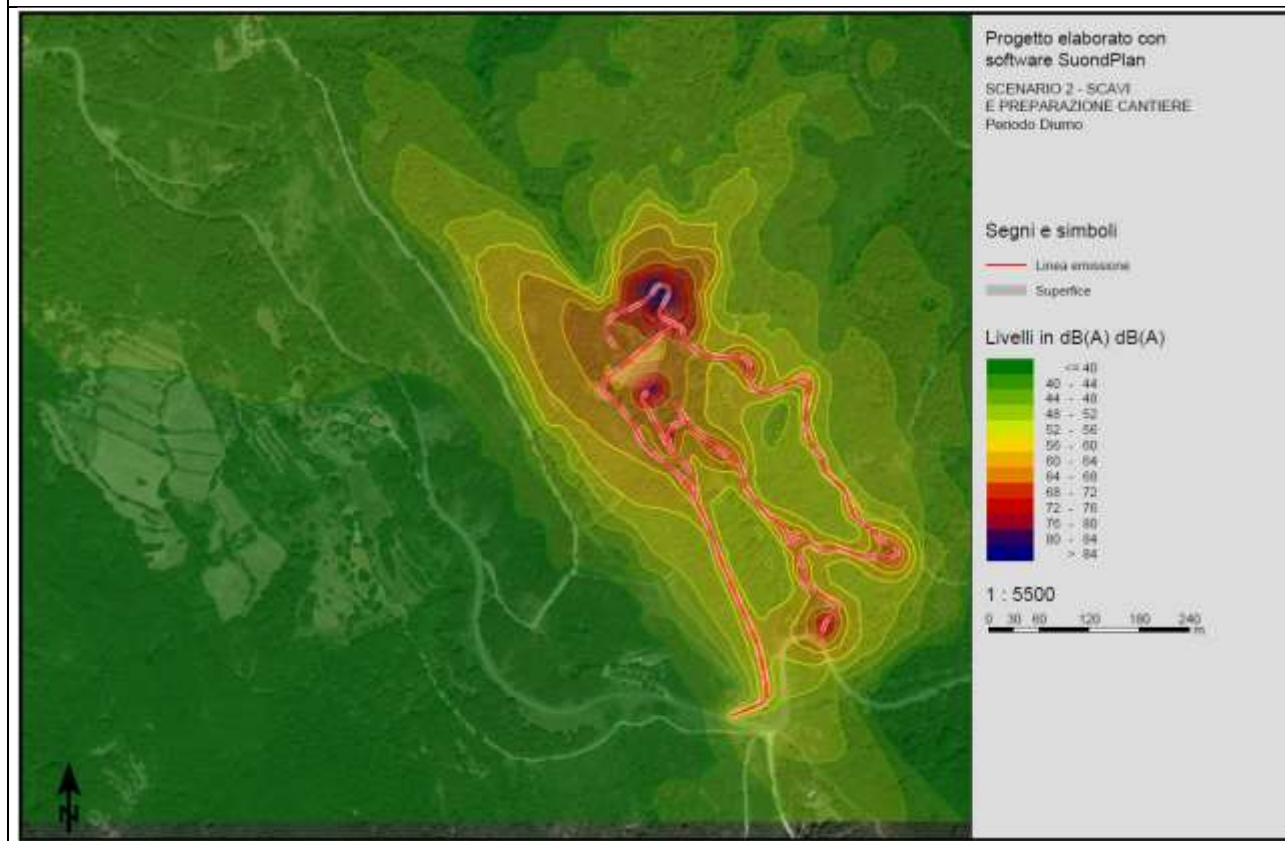 Progetto elaborato con
software SuondPlan
SCENARIO 2 - SCAVI
E PREPARAZIONE CANTIERE
Periodo Diurno
Segni e simboli
Linea emissione
Superfice
Livelli in dB(A) dB(A)
<= 40
40 - 44
44 - 48
48 - 52
52 - 56
56 - 60
60 - 64
64 - 68
68 - 72
72 - 76
76 - 80
80 - 84
> 84
1 : 5500
0 30 60 120 180 240
m
N